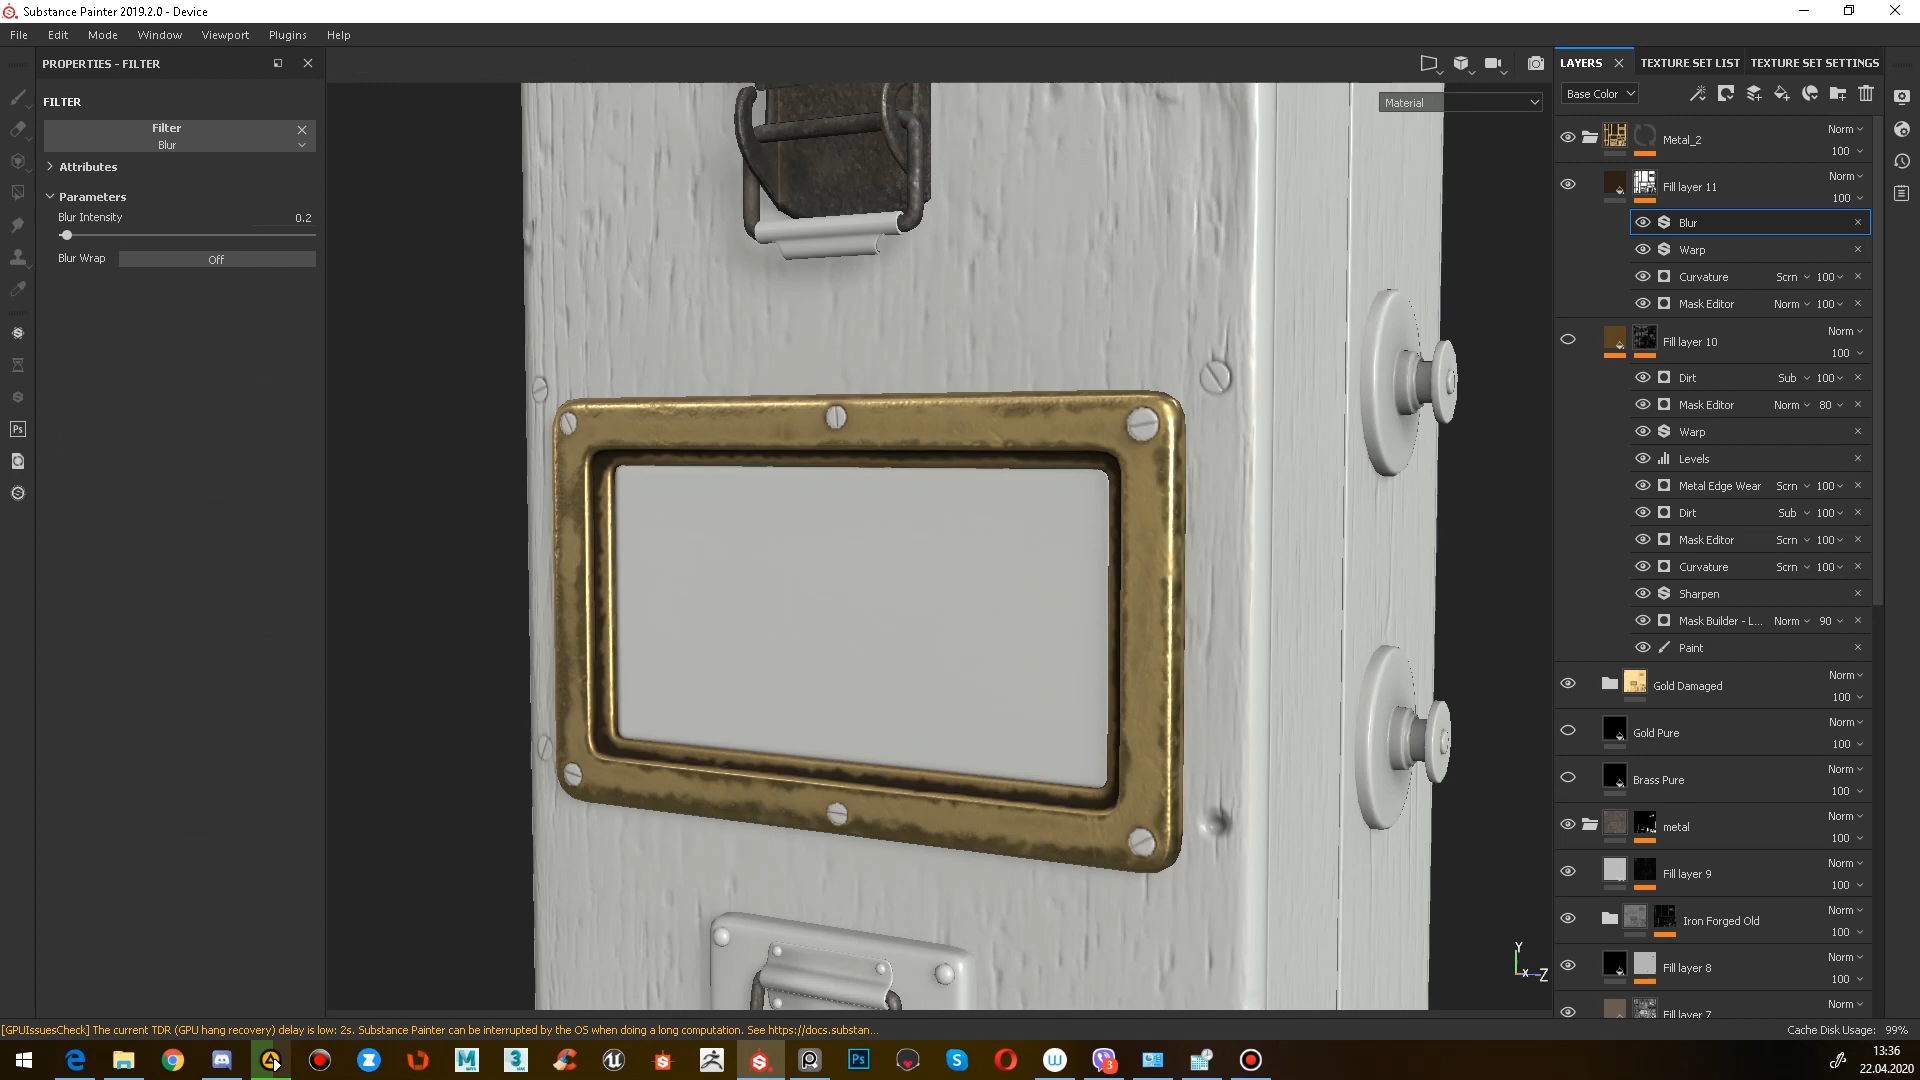 Substance Painter 2019.2.0 - Device
File Edit Mode Window Viewport Plugins Help
PROPERTIES - FILTER
FILTER
Filter
Blur
Attributes
Parameters
Blur Intensity 0.2
Blur Wrap Off
Material
LAYERS TEXTURE SET LIST TEXTURE SET SETTINGS
Base Color
Metal_2 Norm 100
Fill layer 11 Norm 100
Blur
Warp
Curvature Scrn 100
Mask Editor Norm 100
Fill layer 10 Norm 100
Dirt Sub 100
Mask Editor Norm 80
Warp
Levels
Metal Edge Wear Scrn 100
Dirt Sub 100
Mask Editor Scrn 100
Curvature Scrn 100
Sharpen
Mask Builder - L... Norm 90
Paint
Gold Damaged Norm 100
Gold Pure Norm 100
Brass Pure Norm 100
metal Norm 100
Fill layer 9 Norm 100
Iron Forged Old Norm 100
Fill layer 8 Norm 100
Fill layer 7 Norm
Y
X Z
Ps
[GPUIssuesCheck] The current TDR (GPU hang recovery) delay is low: 2s. Substance Painter can be interrupted by the OS when doing a long computation. See https://docs.substan...
Cache Disk Usage: 99%
M
3
Ps
W
3
13:36
22.04.2020